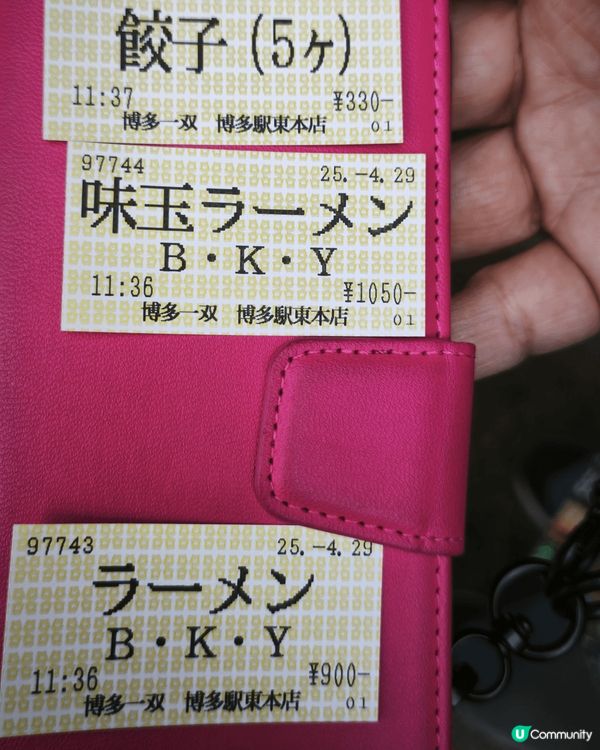 餃子(5ヶ)
11:37 ¥330-
博多一双 博多駅東本店 01
97744 25.-4.29
味玉ラーメン
B・K・Y
11:36 ¥1050-
博多一双 博多駅東本店 01
97743 25.-4.29
ラーメン
B・K・Y
11:36 ¥900-
博多一双 博多駅東本店 01
U Community